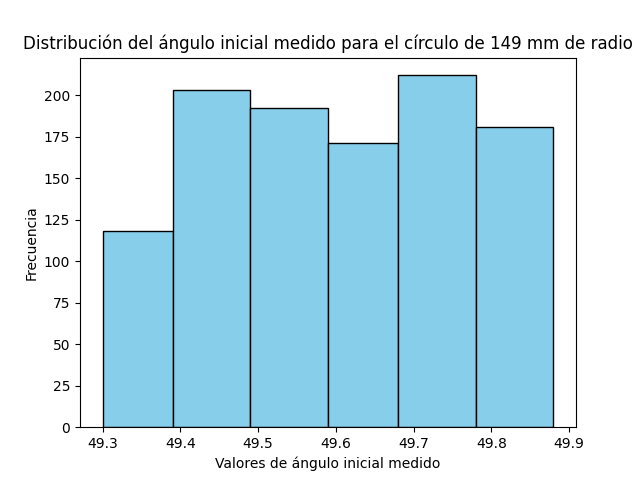 Distribución del ángulo inicial medido para el círculo de 149 mm de radio
Frecuencia
200
175
150
125
100
75
50
25
0
49.3 49.4 49.5 49.6 49.7 49.8 49.9
Valores de ángulo inicial medido